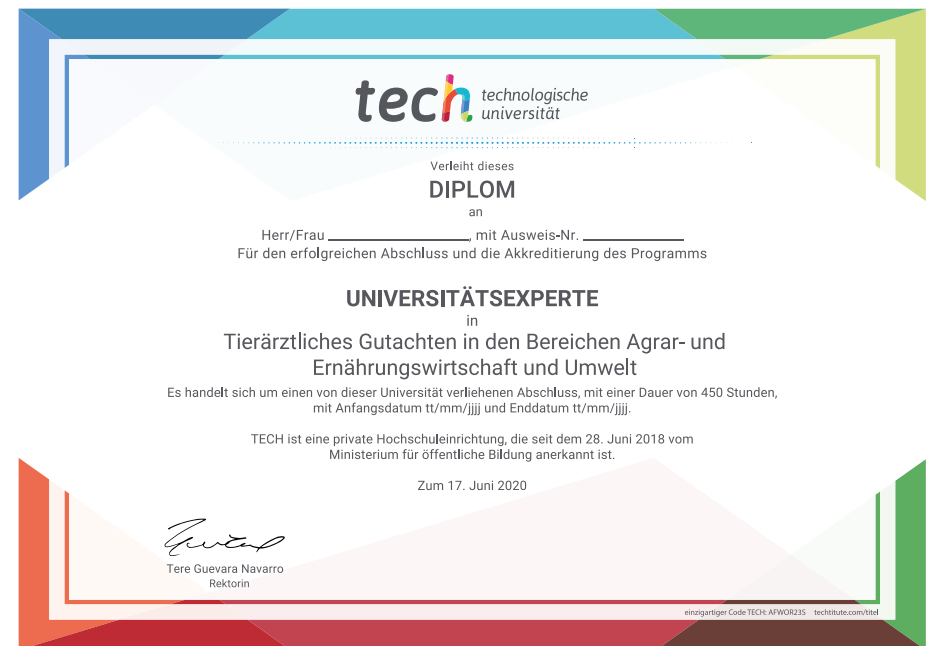 tech technologische
universität
Verleiht dieses
DIPLOM
an
Herr/Frau ____________, mit Ausweis-Nr. ____________
Für den erfolgreichen Abschluss und die Akkreditierung des Programms
UNIVERSITÄTSEXPERTE
in
Tierärztliches Gutachten in den Bereichen Agrar- und
Ernährungswirtschaft und Umwelt
Es handelt sich um einen von dieser Universität verliehenen Abschluss, mit einer Dauer von 450 Stunden,
mit Anfangsdatum tt/mm/jjjj und Enddatum tt/mm/jjjj.
TECH ist eine private Hochschuleinrichtung, die seit dem 28. Juni 2018 vom
Ministerium für öffentliche Bildung anerkannt ist.
Zum 17. Juni 2020
Tere Guevara Navarro
Rektorin
einzigartiger Code TECH: AFWOR23S techtitute.com/titel